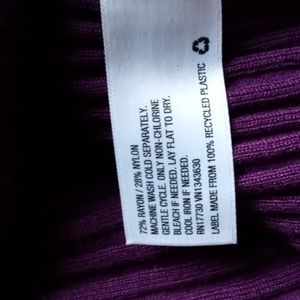 72% RAYON / 28% NYLON
MACHINE WASH COLD SEPARATELY.
GENTLE CYCLE. ONLY NON-CHLORINE
BLEACH IF NEEDED. LAY FLAT TO DRY.
COOL IRON IF NEEDED.
RN17730 VN1343630
LABEL MADE FROM 100% RECYCLED PLASTIC